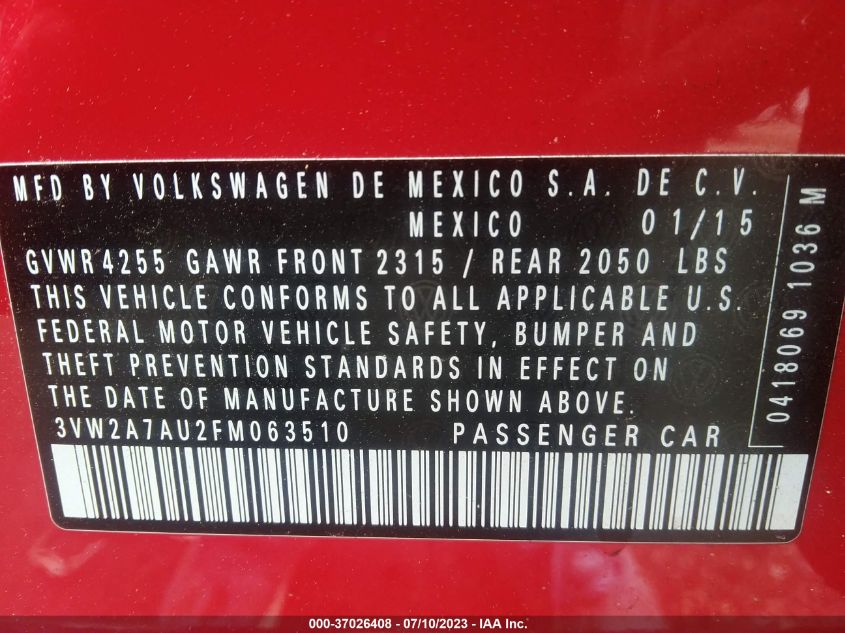 MFD BY VOLKSWAGEN DE MEXICO S.A. DE C.V.
MEXICO 01/15
GVWR 4255 GAWR FRONT 2315 / REAR 2050 LBS
THIS VEHICLE CONFORMS TO ALL APPLICABLE U.S.
FEDERAL MOTOR VEHICLE SAFETY, BUMPER AND
THEFT PREVENTION STANDARDS IN EFFECT ON
THE DATE OF MANUFACTURE SHOWN ABOVE.
3VW2A7AU2FM063510 PASSENGER CAR
0418069 1036 M
000-37026408 - 07/10/2023 - IAA Inc.